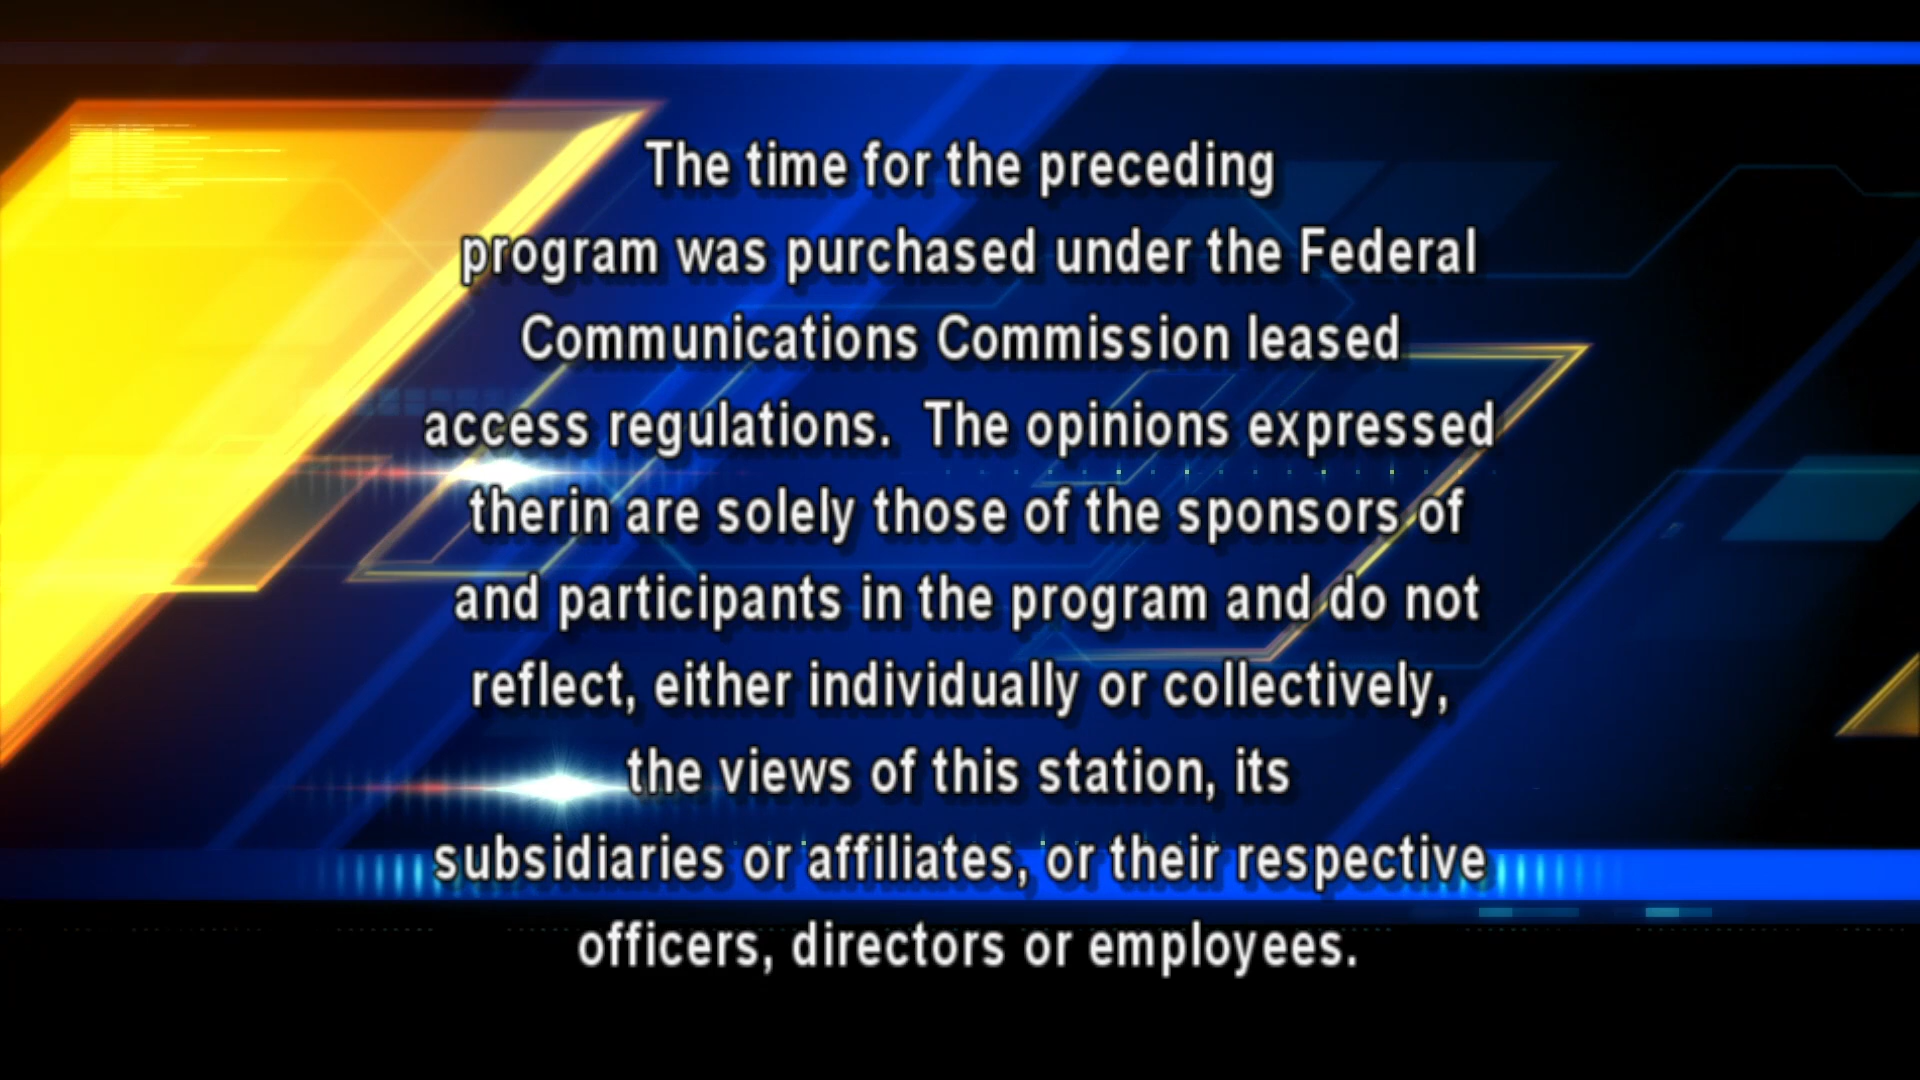 The time for the preceding
program was purchased under the Federal
Communications Commission leased
access regulations.  The opinions expressed
therin are solely those of the sponsors of
and participants in the program and do not
reflect, either individually or collectively,
the views of this station, its
subsidiaries or affiliates, or their respective
officers, directors or employees.